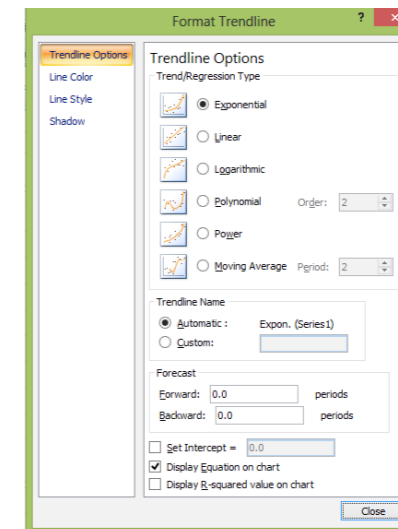 Format Trendline
?
Trendline Options
Line Color
Line Style
Shadow
Trendline Options
Trend/Regression Type
Exponential
Linear
Logarithmic
Polynomial Order: 2
Power
Moving Average Period: 2
Trendline Name
Automatic : Expon. (Series1)
Custom:
Forecast
Forward: 0.0 periods
Backward: 0.0 periods
Set Intercept = 0.0
Display Equation on chart
Display R-squared value on chart
Close